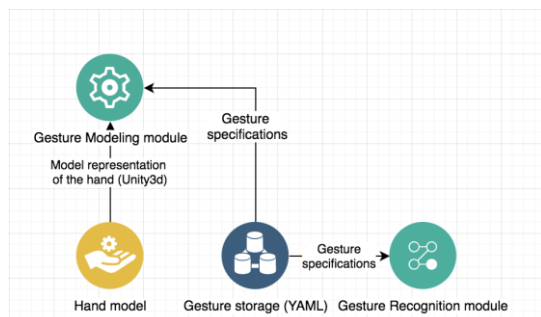 Gesture Modeling module
Gesture
specifications
Model representation
of the hand (Unity3d)
Gesture
specifications
Hand model
Gesture storage (YAML)
Gesture Recognition module